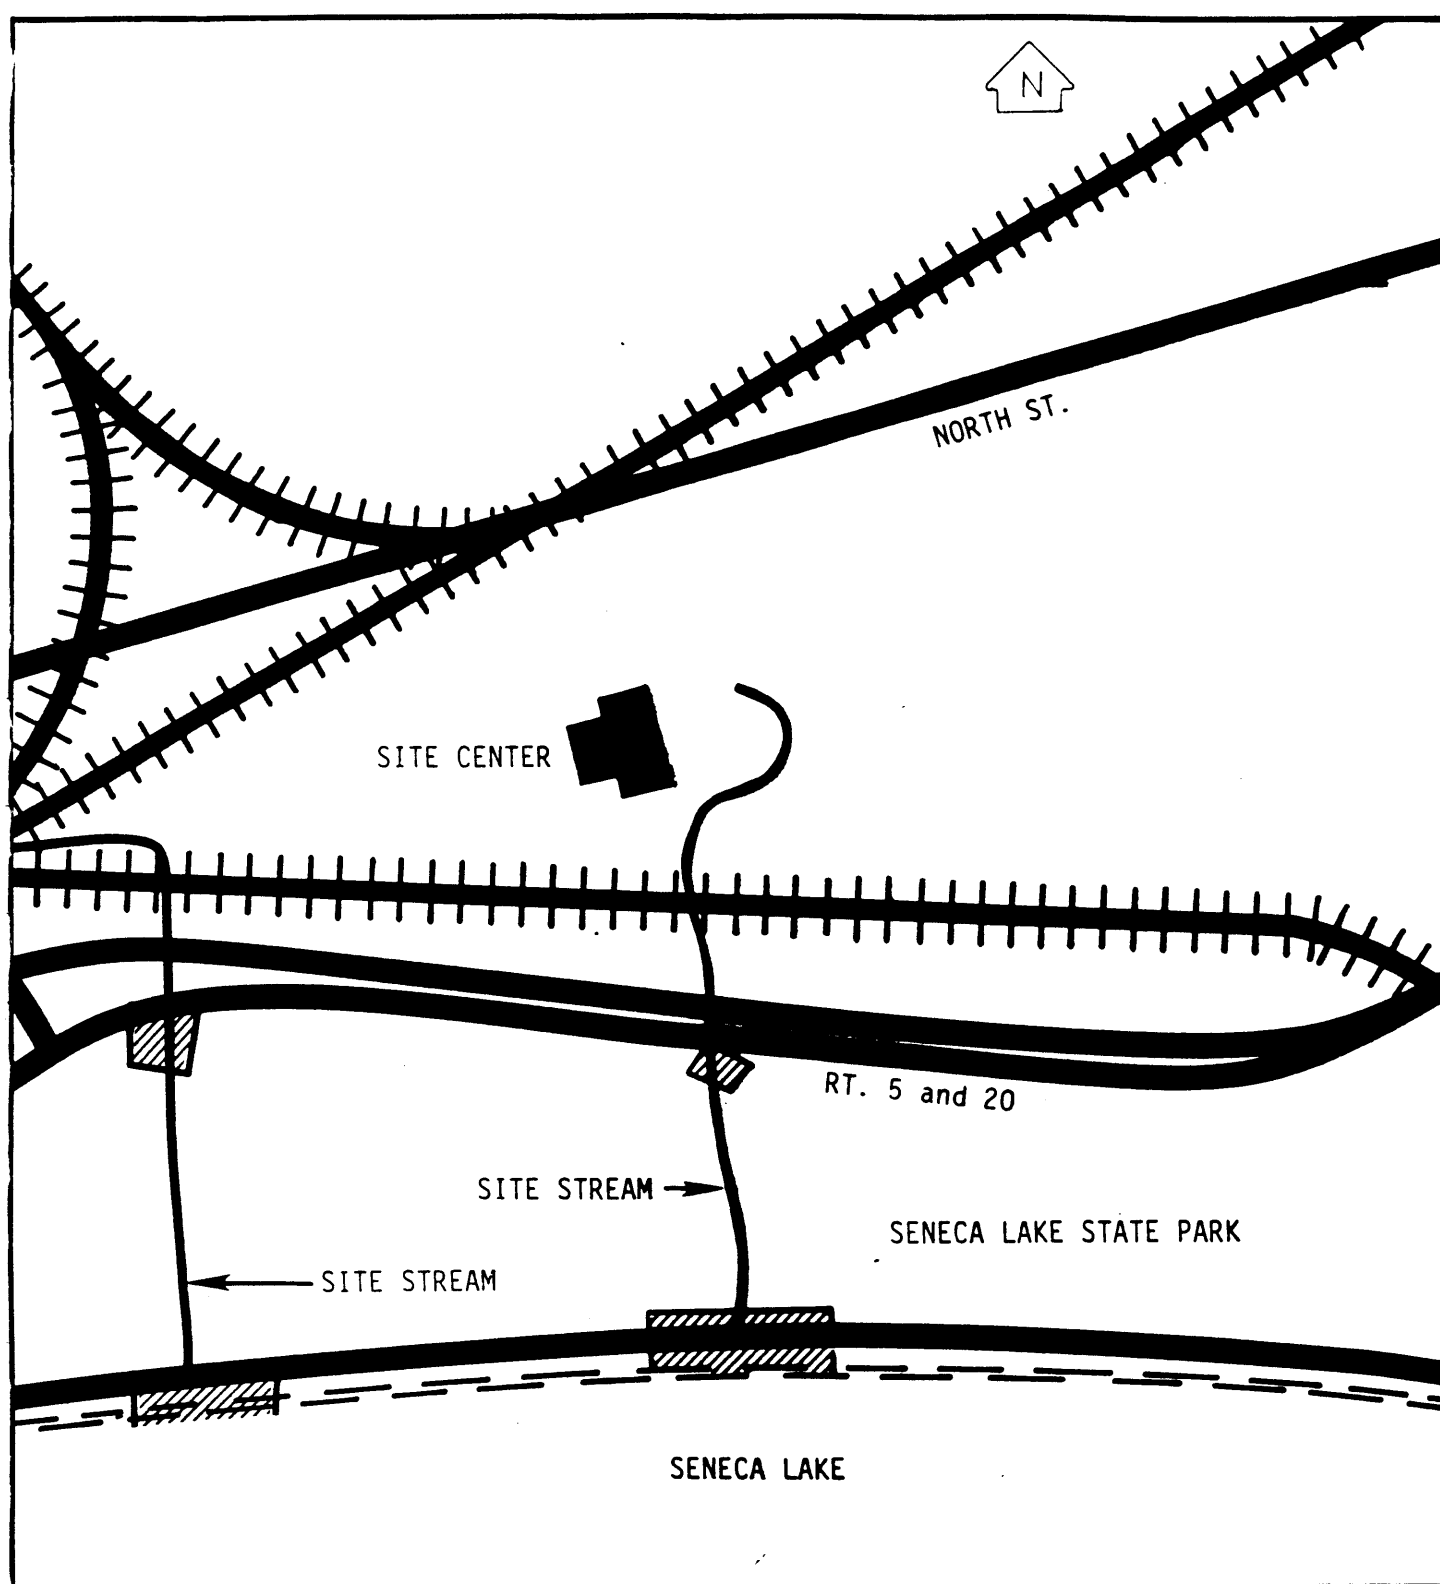 N
NORTH ST.
SITE CENTER
RT. 5 and 20
SITE STREAM
SENECA LAKE STATE PARK
SITE STREAM
SENECA LAKE